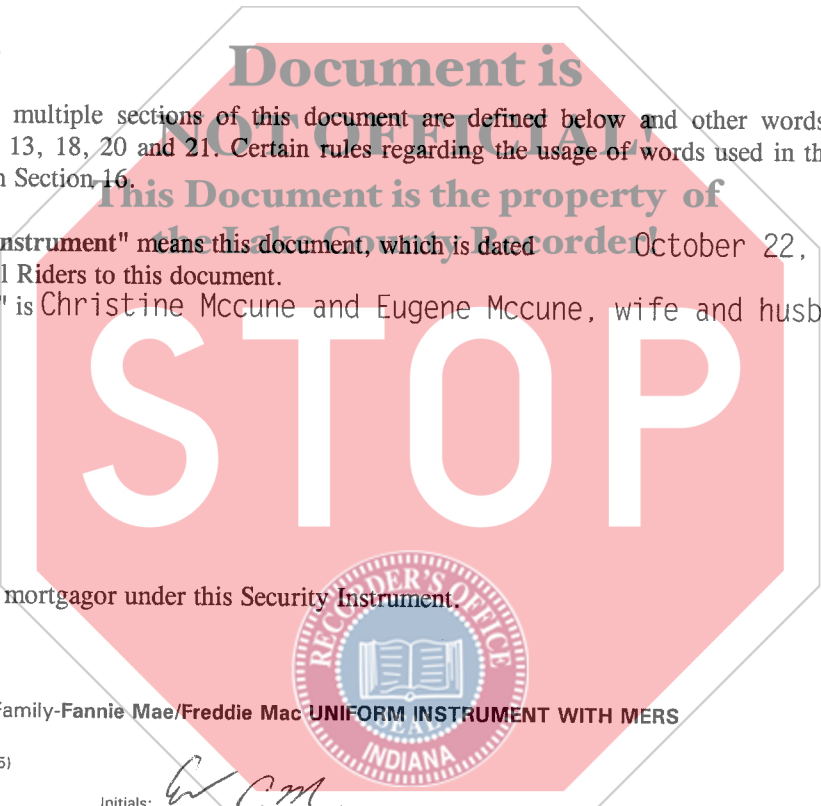 Document is
multiple sections of this document are defined below and other words
NOT OFFICIAL!
13, 18, 20 and 21. Certain rules regarding the usage of words used in th
n Section 16.
This Document is the property of
the Lake County Recorder!
nstrument" means this document, which is dated October 22,
l Riders to this document.
" is Christine Mccune and Eugene Mccune, wife and husb
STOP
mortgagor under this Security Instrument.
RECORDER'S OFFICE
SEAL
INDIANA
Family-Fannie Mae/Freddie Mac UNIFORM INSTRUMENT WITH MERS
5)
Initials: CM